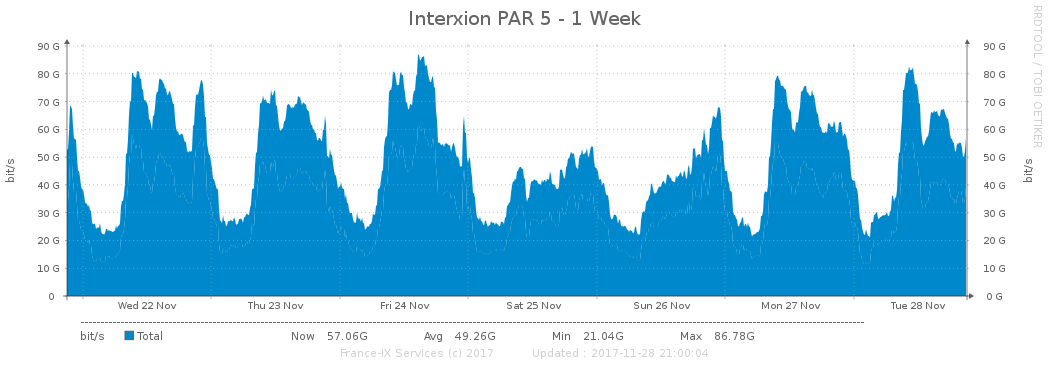 Interxion PAR 5 - 1 Week
RRDTOOL / TOBI OETIKER
bit/s
90 G 90 G
80 G 80 G
70 G 70 G
60 G 60 G
50 G 50 G
40 G 40 G
30 G 30 G
20 G 20 G
10 G 10 G
0 0 G
bit/s
Wed 22 Nov Thu 23 Nov Fri 24 Nov Sat 25 Nov Sun 26 Nov Mon 27 Nov Tue 28 Nov
bit/s Total Now 57.06G Avg 49.26G Min 21.04G Max 86.78G
France-IX Services (c) 2017 Updated : 2017-11-28 21:00:04